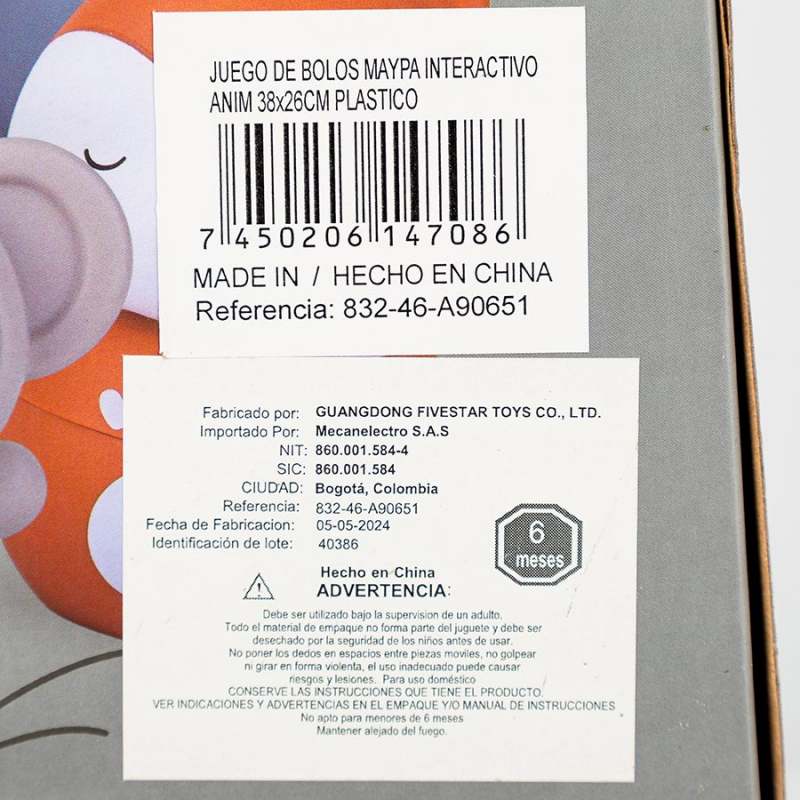 JUEGO DE BOLOS MAYPA INTERACTIVO
ANIM 38x26CM PLASTICO
7 450206 147086
MADE IN / HECHO EN CHINA
Referencia: 832-46-A90651
Fabricado por: GUANGDONG FIVESTAR TOYS CO., LTD.
Importado Por: Mecanelectro S.A.S
NIT: 860.001.584-4
SIC: 860.001.584
CIUDAD: Bogotá, Colombia
Referencia: 832-46-A90651
Fecha de Fabricacion: 05-05-2024
Identificación de lote: 40386
6
meses
Hecho en China
ADVERTENCIA:
Debe ser utilizado bajo la supervision de un adulto.
Todo el material de empaque no forma parte del juguete y debe ser
desechado por la seguridad de los niños antes de usar.
No poner los dedos en espacios entre piezas moviles, no golpear
ni girar en forma violenta, el uso inadecuado puede causar
riesgos y lesiones. Para uso doméstico
CONSERVE LAS INSTRUCCIONES QUE TIENE EL PRODUCTO.
VER INDICACIONES Y ADVERTENCIAS EN EL EMPAQUE Y/O MANUAL DE INSTRUCCIONES
No apto para menores de 6 meses
Mantener alejado del fuego.